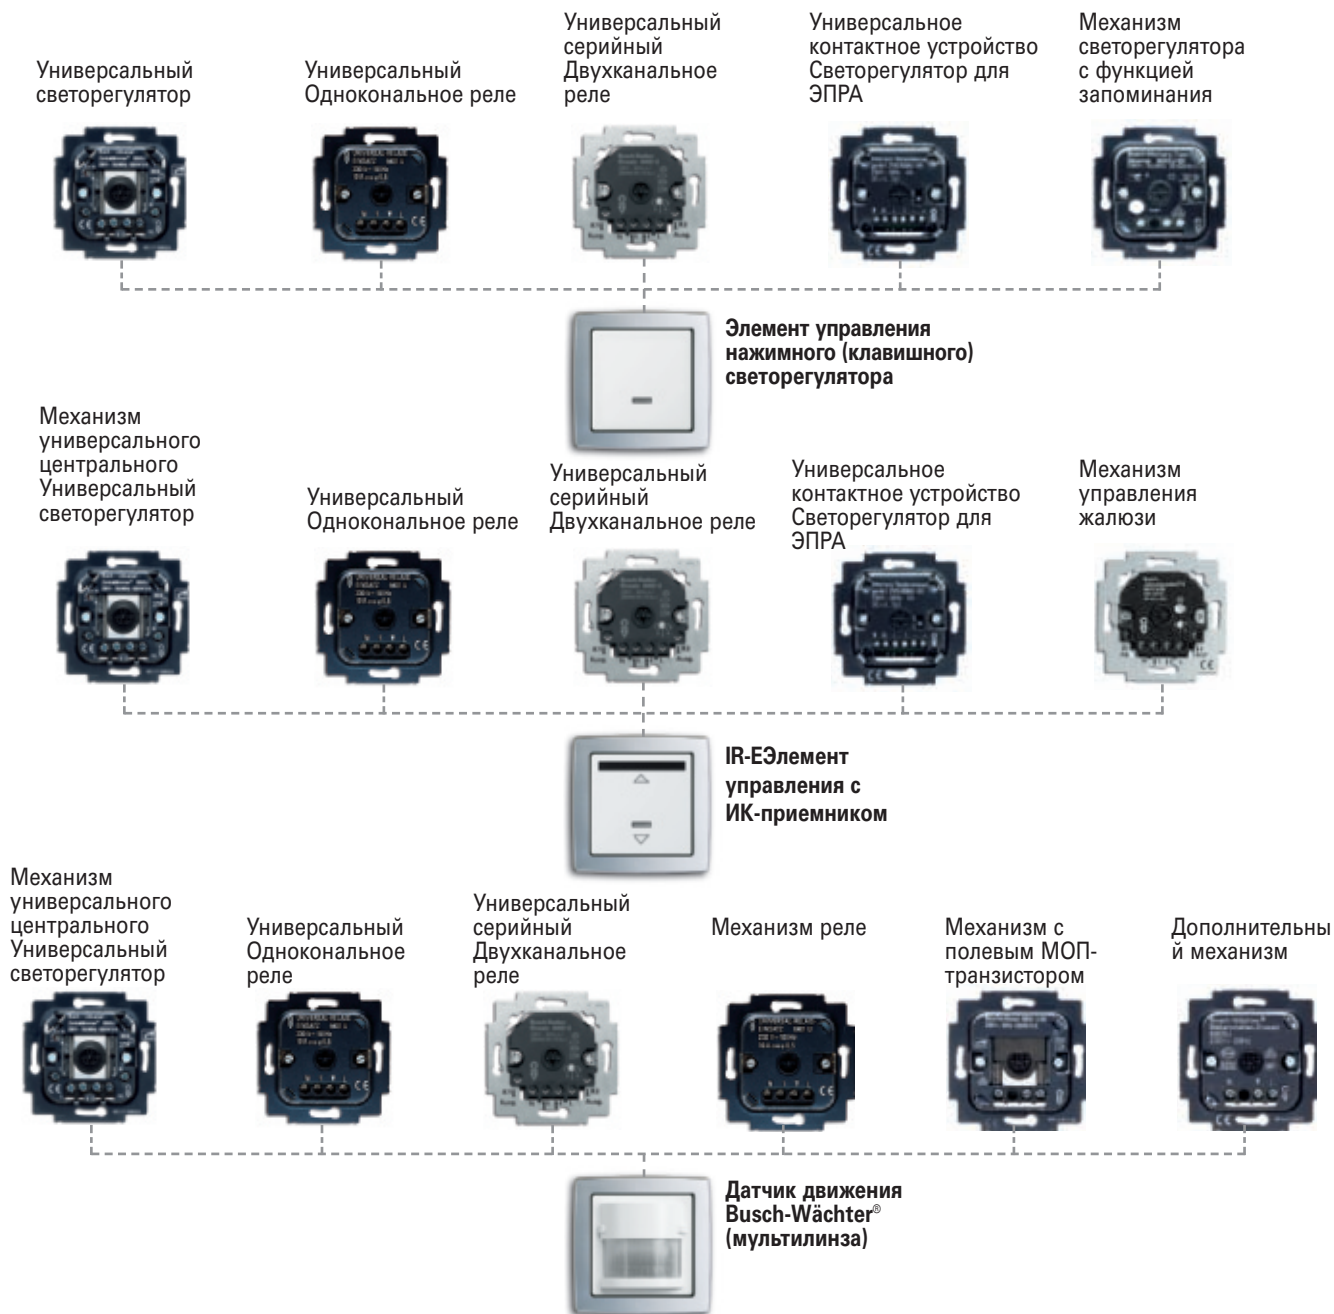 Универсальный
светорегулятор
Универсальный
Однокональное реле
Универсальный
серийный
Двухканальное
реле
Универсальное
контактное устройство
Светорегулятор для
ЭПРА
Механизм
светорегулятора
с функцией
запоминания
Элемент управления
нажимного (клавишного)
светорегулятора
Механизм
универсального
центрального
Универсальный
светорегулятор
Универсальный
Однокональное реле
Универсальный
серийный
Двухканальное реле
Универсальное
контактное устройство
Светорегулятор для
ЭПРА
Механизм
управления
жалюзи
IR-EЭлемент
управления с
ИК-приемником
Механизм
универсального
центрального
Универсальный
светорегулятор
Универсальный
Однокональное
реле
Универсальный
серийный
Двухканальное
реле
Механизм реле
Механизм с
полевым МОП-
транзистором
Дополнительны
й механизм
Датчик движения
Busch-Wächter®
(мультилинза)